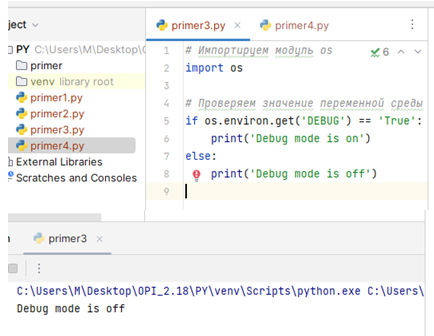 ject
primer3.py
primer4.py
PY C:\Users\M\Desktop\O
primer
venv library root
primer1.py
primer2.py
primer3.py
primer4.py
External Libraries
Scratches and Consoles
6
1 # Импортируем модуль os
2 import os
3
4 # Проверяем значение переменной среды
5 if os.environ.get('DEBUG') == 'True':
6 print('Debug mode is on')
7 else:
8 print('Debug mode is off')
9
primer3
C:\Users\M\Desktop\OPI_2.18\PY\venv\Scripts\python.exe C:\Users\
Debug mode is off